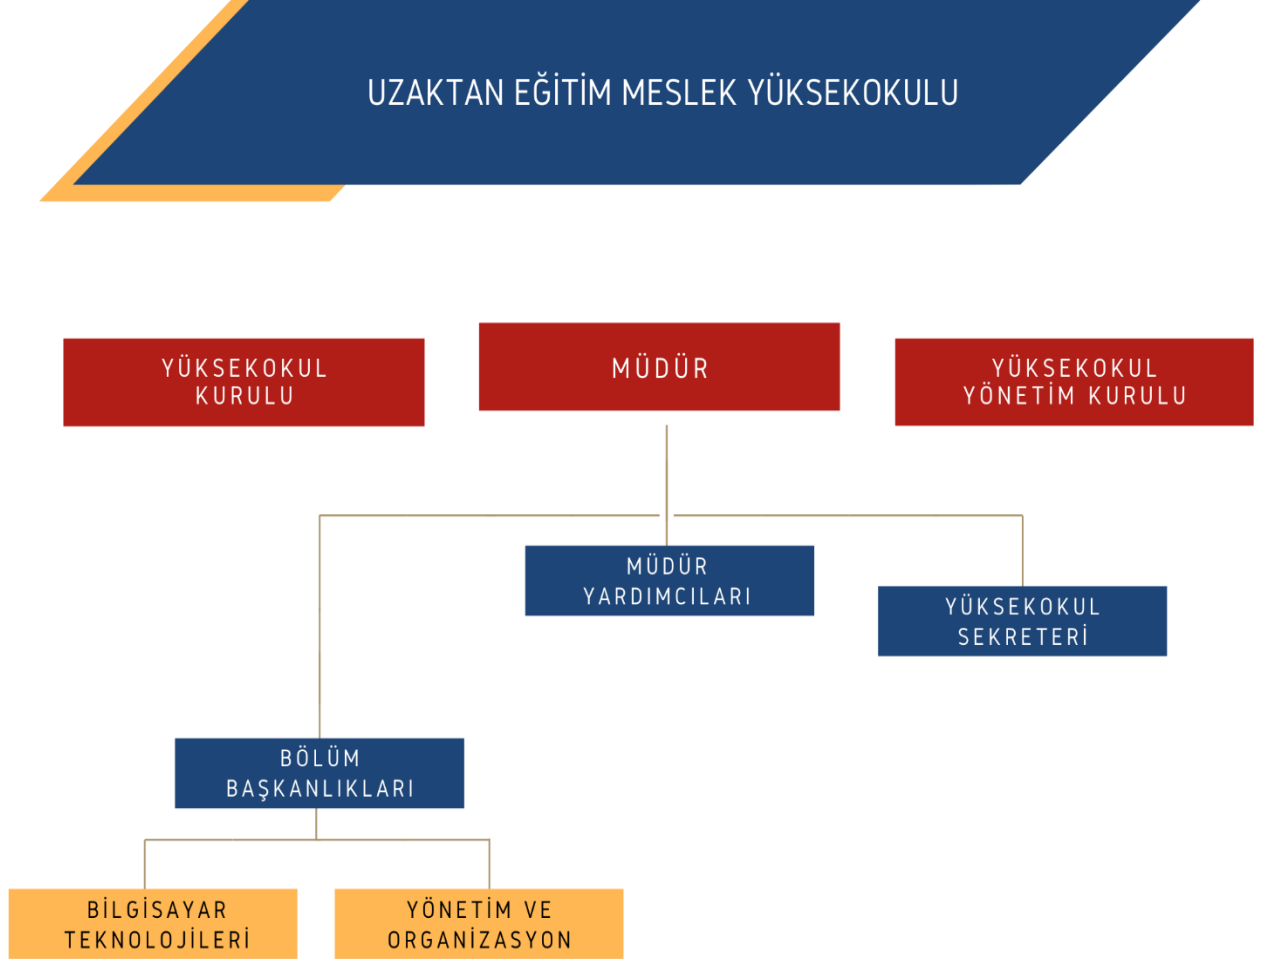 UZAKTAN EĞİTİM MESLEK YÜKSEKOKULU
YÜKSEKOKUL
KURULU
MÜDÜR
YÜKSEKOKUL
YÖNETİM KURULU
MÜDÜR
YARDIMCILARI
YÜKSEKOKUL
SEKRETERİ
BÖLÜM
BAŞKANLIKLARI
BİLGİSAYAR
TEKNOLOJİLERİ
YÖNETİM VE
ORGANİZASYON